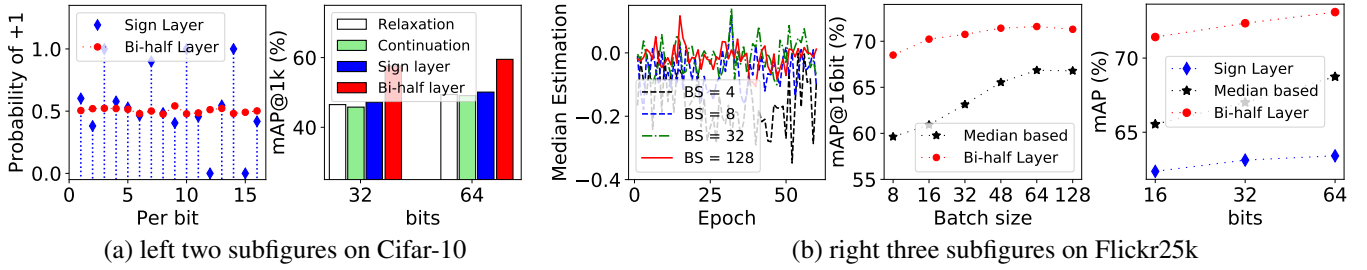 Probability of +1
1.0
0.5
0.0
0
5
10
15
Per bit
Sign Layer
Bi-half Layer
mAP@1k (%)
60
40
32
64
bits
Relaxation
Continuation
Sign layer
Bi-half layer
Median Estimation
0.0
−0.2
−0.4
0
25
50
Epoch
BS = 4
BS = 8
BS = 32
BS = 128
mAP@16bit (%)
70
65
60
55
8
16
32
48
64
128
Batch size
Median based
Bi-half Layer
mAP (%)
70
65
16
32
64
bits
Sign Layer
Median based
Bi-half Layer
(a) left two subfigures on Cifar-10
(b) right three subfigures on Flickr25k